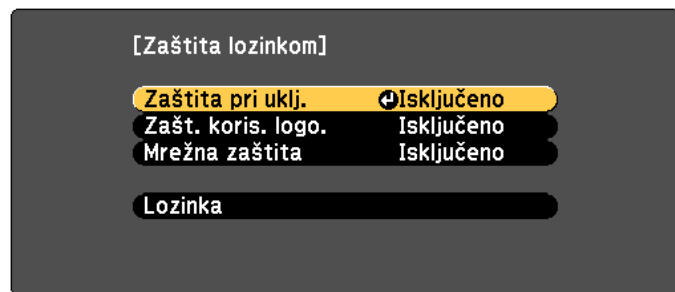 [Zaštita lozinkom]
Zaštita pri uklj. Isključeno
Zašt. koris. logo. Isključeno
Mrežna zaštita Isključeno
Lozinka